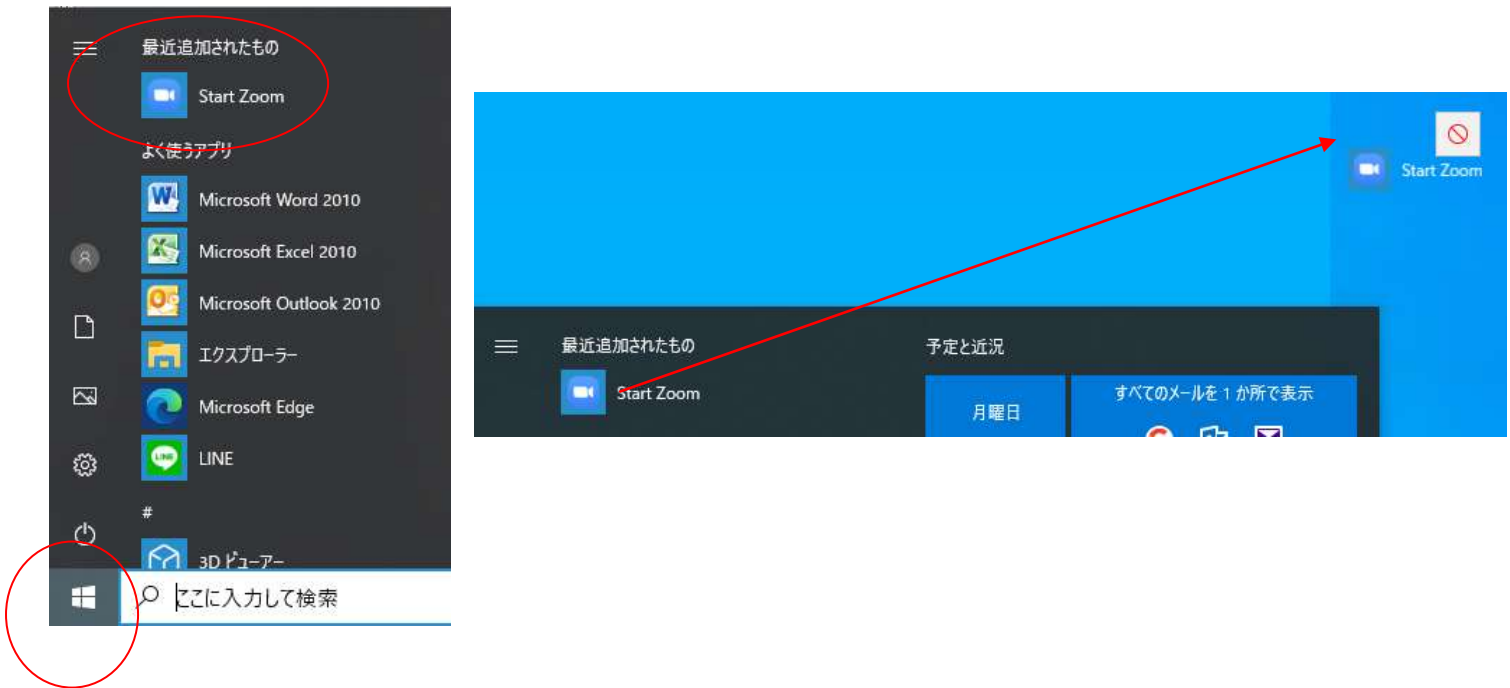 最近追加されたもの
Start Zoom
よく使うアプリ
Microsoft Word 2010
Microsoft Excel 2010
Microsoft Outlook 2010
エクスプローラー
Microsoft Edge
LINE
#
3D ビューアー
ここに入力して検索
Start Zoom
最近追加されたもの
Start Zoom
予定と近況
月曜日
すべてのメールを 1 か所で表示